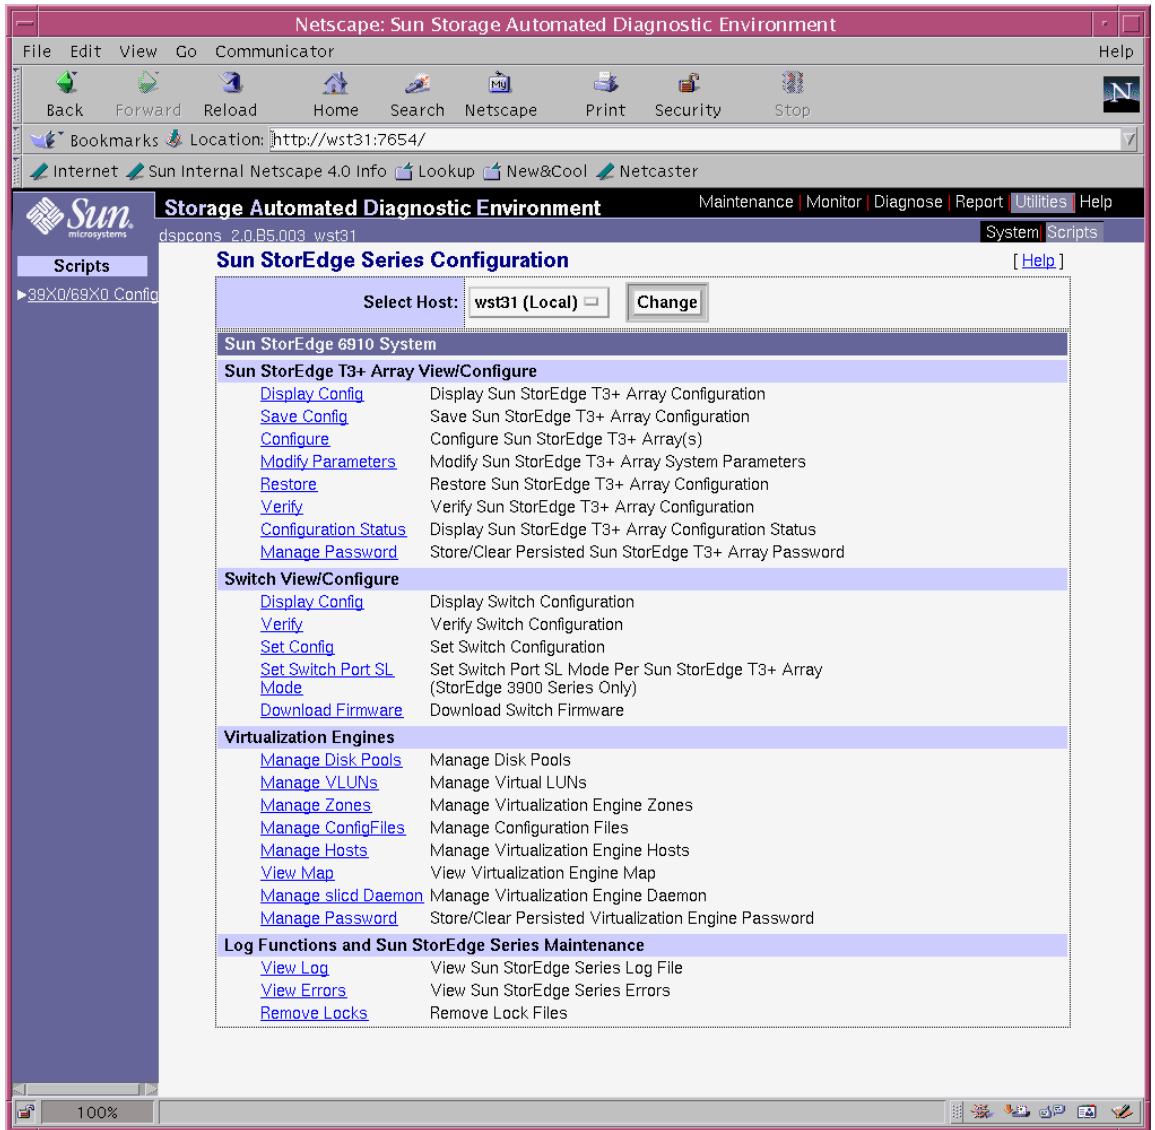 Netscape: Sun Storage Automated Diagnostic Environment
File Edit View Go Communicator Help
Back Forward Reload Home Search Netscape Print Security Stop
My
N
Bookmarks Location: http://wst31:7654/
Internet Sun Internal Netscape 4.0 Info Lookup New&Cool Netcaster
Sun microsystems
Storage Automated Diagnostic Environment
Maintenance | Monitor | Diagnose | Report | Utilities | Help
dspcons 2.0.B5.003 wst31
System | Scripts
Scripts
39X0/69X0 Config
Sun StorEdge Series Configuration
[ Help ]
Select Host: wst31 (Local) Change
Sun StorEdge 6910 System
Sun StorEdge T3+ Array View/Configure
Display Config Display Sun StorEdge T3+ Array Configuration
Save Config Save Sun StorEdge T3+ Array Configuration
Configure Configure Sun StorEdge T3+ Array(s)
Modify Parameters Modify Sun StorEdge T3+ Array System Parameters
Restore Restore Sun StorEdge T3+ Array Configuration
Verify Verify Sun StorEdge T3+ Array Configuration
Configuration Status Display Sun StorEdge T3+ Array Configuration Status
Manage Password Store/Clear Persisted Sun StorEdge T3+ Array Password
Switch View/Configure
Display Config Display Switch Configuration
Verify Verify Switch Configuration
Set Config Set Switch Configuration
Set Switch Port SL Set Switch Port SL Mode Per Sun StorEdge T3+ Array
Mode (StorEdge 3900 Series Only)
Download Firmware Download Switch Firmware
Virtualization Engines
Manage Disk Pools Manage Disk Pools
Manage VLUNs Manage Virtual LUNs
Manage Zones Manage Virtualization Engine Zones
Manage ConfigFiles Manage Configuration Files
Manage Hosts Manage Virtualization Engine Hosts
View Map View Virtualization Engine Map
Manage slicd Daemon Manage Virtualization Engine Daemon
Manage Password Store/Clear Persisted Virtualization Engine Password
Log Functions and Sun StorEdge Series Maintenance
View Log View Sun StorEdge Series Log File
View Errors View Sun StorEdge Series Errors
Remove Locks Remove Lock Files
100%